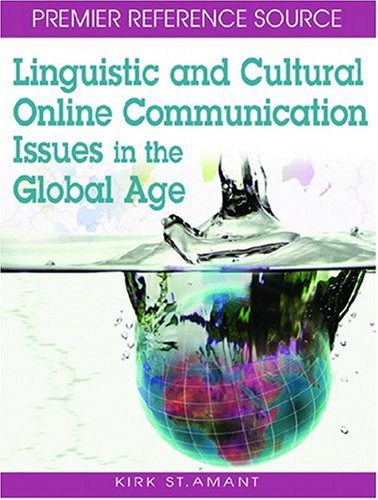 PREMIER REFERENCE SOURCE
Linguistic and Cultural
Online Communication
Issues in the
Global Age
KIRK ST.AMANT